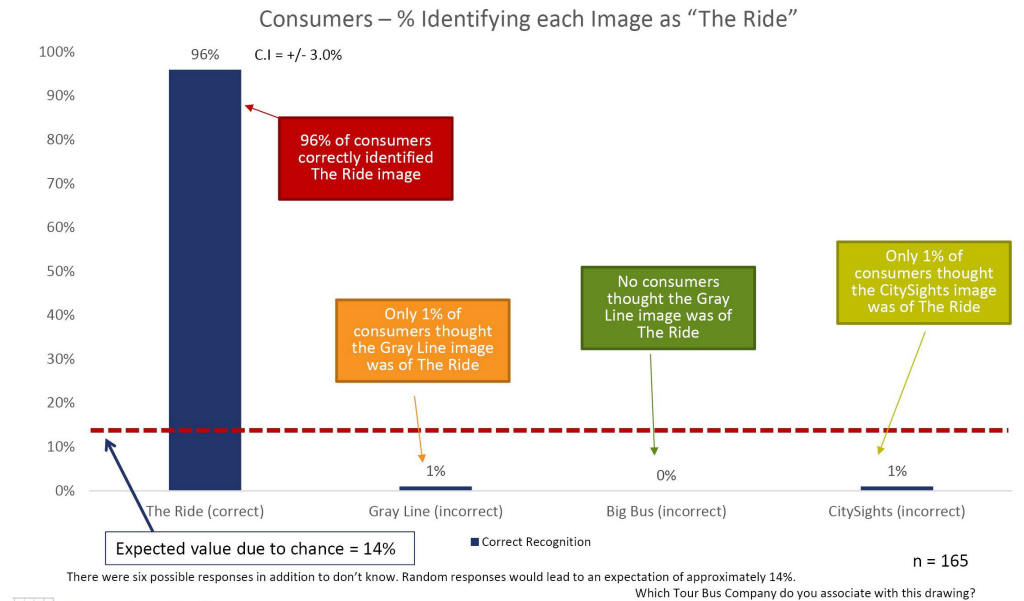 Consumers – % Identifying each Image as “The Ride”
100%
90%
80%
70%
60%
50%
40%
30%
20%
10%
0%
96%
C.I = +/- 3.0%
96% of consumers
correctly identified
The Ride image
Only 1% of
consumers thought
the Gray Line image
was of The Ride
No consumers
thought the Gray
Line image was of
The Ride
Only 1% of
consumers thought
the CitySights image
was of The Ride
1%
0%
1%
The Ride (correct)
Gray Line (incorrect)
Big Bus (incorrect)
CitySights (incorrect)
Expected value due to chance = 14%
Correct Recognition
n = 165
There were six possible responses in addition to don’t know. Random responses would lead to an expectation of approximately 14%.
Which Tour Bus Company do you associate with this drawing?